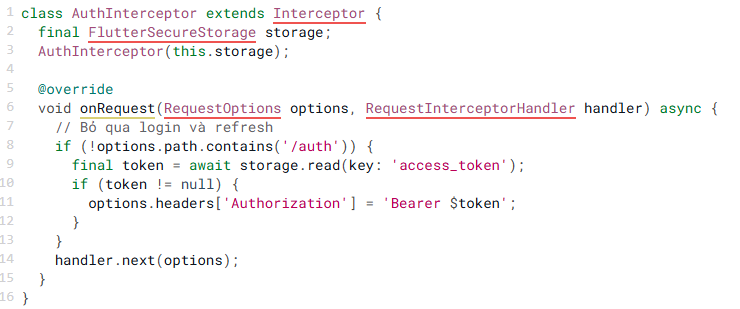 1 class AuthInterceptor extends Interceptor {
2   final FlutterSecureStorage storage;
3   AuthInterceptor(this.storage);
4
5   @override
6   void onRequest(RequestOptions options, RequestInterceptorHandler handler) async {
7     // Bỏ qua login và refresh
8     if (!options.path.contains('/auth')) {
9       final token = await storage.read(key: 'access_token');
10       if (token != null) {
11         options.headers['Authorization'] = 'Bearer $token';
12       }
13     }
14     handler.next(options);
15   }
16 }